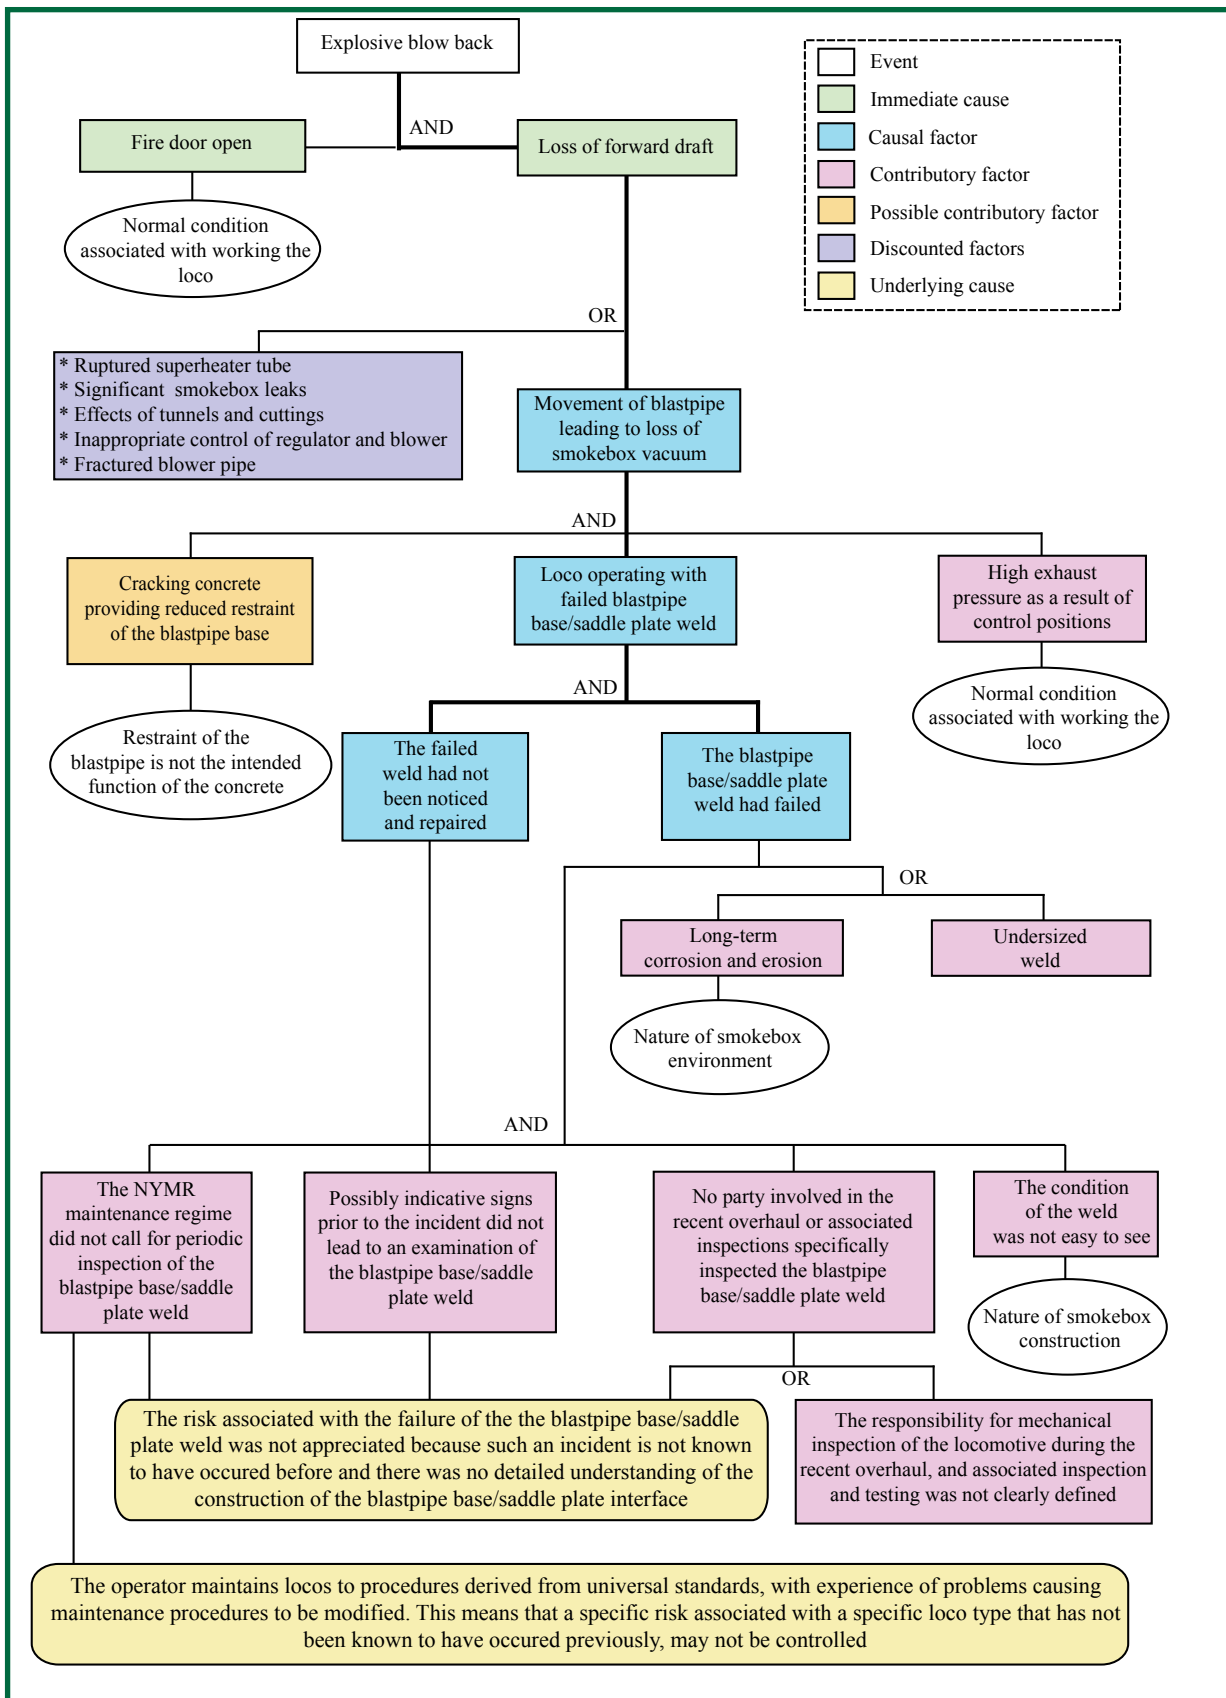 Explosive blow back
AND
Fire door open
Loss of forward draft
Normal condition
associated with working the
loco
Event
Immediate cause
Causal factor
Contributory factor
Possible contributory factor
Discounted factors
Underlying cause
OR
* Ruptured superheater tube
* Significant smokebox leaks
* Effects of tunnels and cuttings
* Inappropriate control of regulator and blower
* Fractured blower pipe
Movement of blastpipe
leading to loss of
smokebox vacuum
AND
Cracking concrete
providing reduced restraint
of the blastpipe base
Loco operating with
failed blastpipe
base/saddle plate weld
High exhaust
pressure as a result of
control positions
Restraint of the
blastpipe is not the intended
function of the concrete
Normal condition
associated with working the
loco
AND
The failed
weld had not
been noticed
and repaired
The blastpipe
base/saddle plate
weld had failed
OR
Long-term
corrosion and erosion
Undersized
weld
Nature of smokebox
environment
AND
The NYMR
maintenance regime
did not call for periodic
inspection of the
blastpipe base/saddle
plate weld
Possibly indicative signs
prior to the incident did not
lead to an examination of
the blastpipe base/saddle
plate weld
No party involved in the
recent overhaul or associated
inspections specifically
inspected the blastpipe
base/saddle plate weld
The condition
of the weld
was not easy to see
Nature of smokebox
construction
OR
The risk associated with the failure of the the blastpipe base/saddle
plate weld was not appreciated because such an incident is not known
to have occured before and there was no detailed understanding of the
construction of the blastpipe base/saddle plate interface
The responsibility for mechanical
inspection of the locomotive during the
recent overhaul, and associated inspection
and testing was not clearly defined
The operator maintains locos to procedures derived from universal standards, with experience of problems causing
maintenance procedures to be modified. This means that a specific risk associated with a specific loco type that has not
been known to have occured previously, may not be controlled